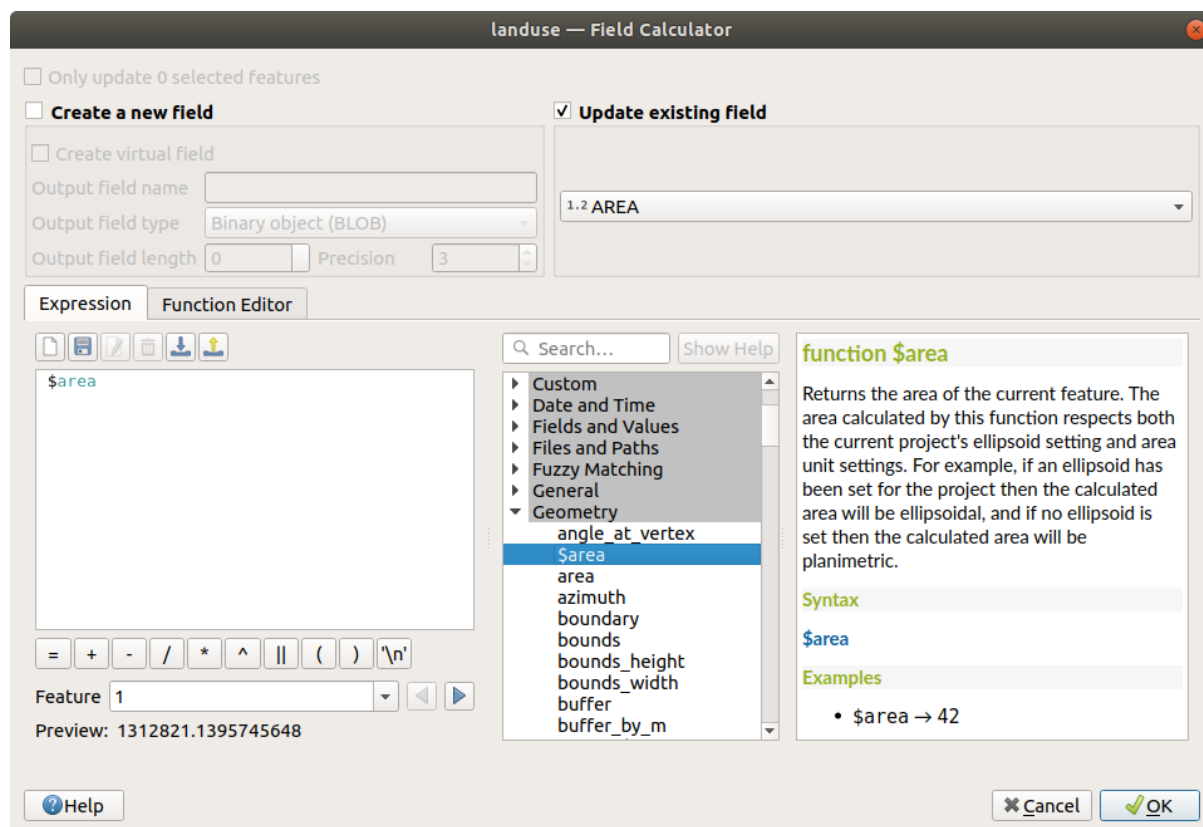 landuse — Field Calculator
Only update 0 selected features
Create a new field
Update existing field
Create virtual field
Output field name
Output field type Binary object (BLOB)
Output field length 0 Precision 3
1.2 AREA
Expression Function Editor
$area
= + - / * ^ || ( ) '\n'
Feature 1
Preview: 1312821.1395745648
Search... Show Help
Custom
Date and Time
Fields and Values
Files and Paths
Fuzzy Matching
General
Geometry
angle_at_vertex
$area
area
azimuth
boundary
bounds
bounds_height
bounds_width
buffer
buffer_by_m
function $area
Returns the area of the current feature. The
area calculated by this function respects both
the current project's ellipsoid setting and area
unit settings. For example, if an ellipsoid has
been set for the project then the calculated
area will be ellipsoidal, and if no ellipsoid is
set then the calculated area will be
planimetric.
Syntax
$area
Examples
• $area → 42
Help
Cancel OK